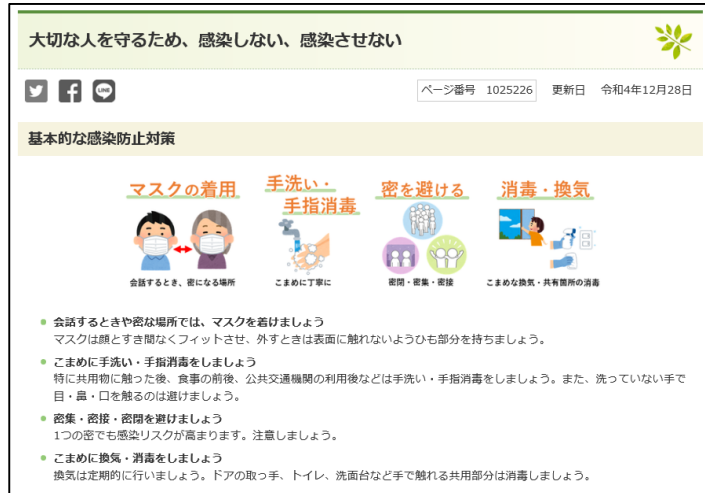 大切な人を守るため、感染しない、感染させない
LINE
ページ番号 1025226 更新日 令和4年12月28日
基本的な感染防止対策
マスクの着用
会話するとき、密になる場所
手洗い・
手指消毒
こまめに丁寧に
密を避ける
密閉・密集・密接
消毒・換気
こまめな換気・共有箇所の消毒
会話するときや密な場所では、マスクを着けましょう
マスクは顔とすき間なくフィットさせ、外すときは表面に触れないようひも部分を持ちましょう。
こまめに手洗い・手指消毒をしましょう
特に共用物に触った後、食事の前後、公共交通機関の利用後などは手洗い・手指消毒をしましょう。また、洗っていない手で
目・鼻・口を触るのは避けましょう。
密集・密接・密閉を避けましょう
1つの密でも感染リスクが高まります。注意しましょう。
こまめに換気・消毒をしましょう
換気は定期的に行いましょう。ドアの取っ手、トイレ、洗面台など手で触れる共用部分は消毒しましょう。